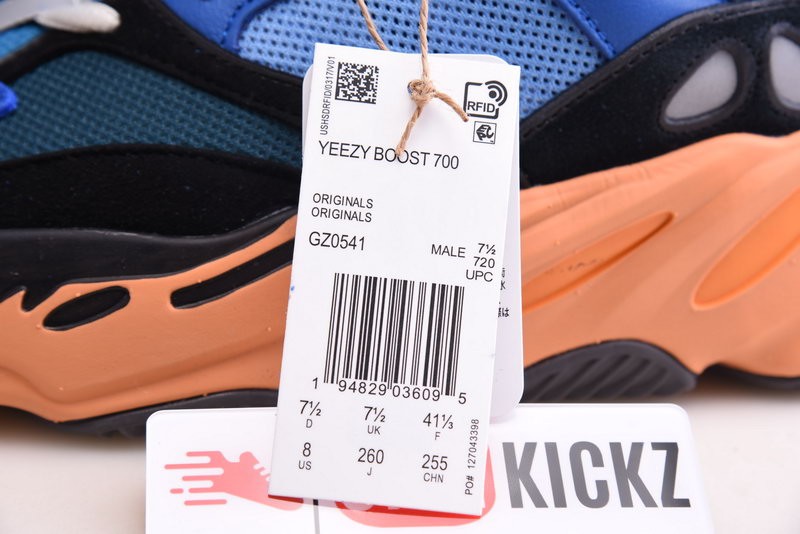 USHSDRFID/0317/V01
RFID
YEEZY BOOST 700
ORIGINALS
ORIGINALS
GZ0541
MALE 7½
720
UPC
1 94829 03609 5
7½ 7½ 41⅓
D UK F
8 260 255
US J CHN
PO# 127043398
KICKZ